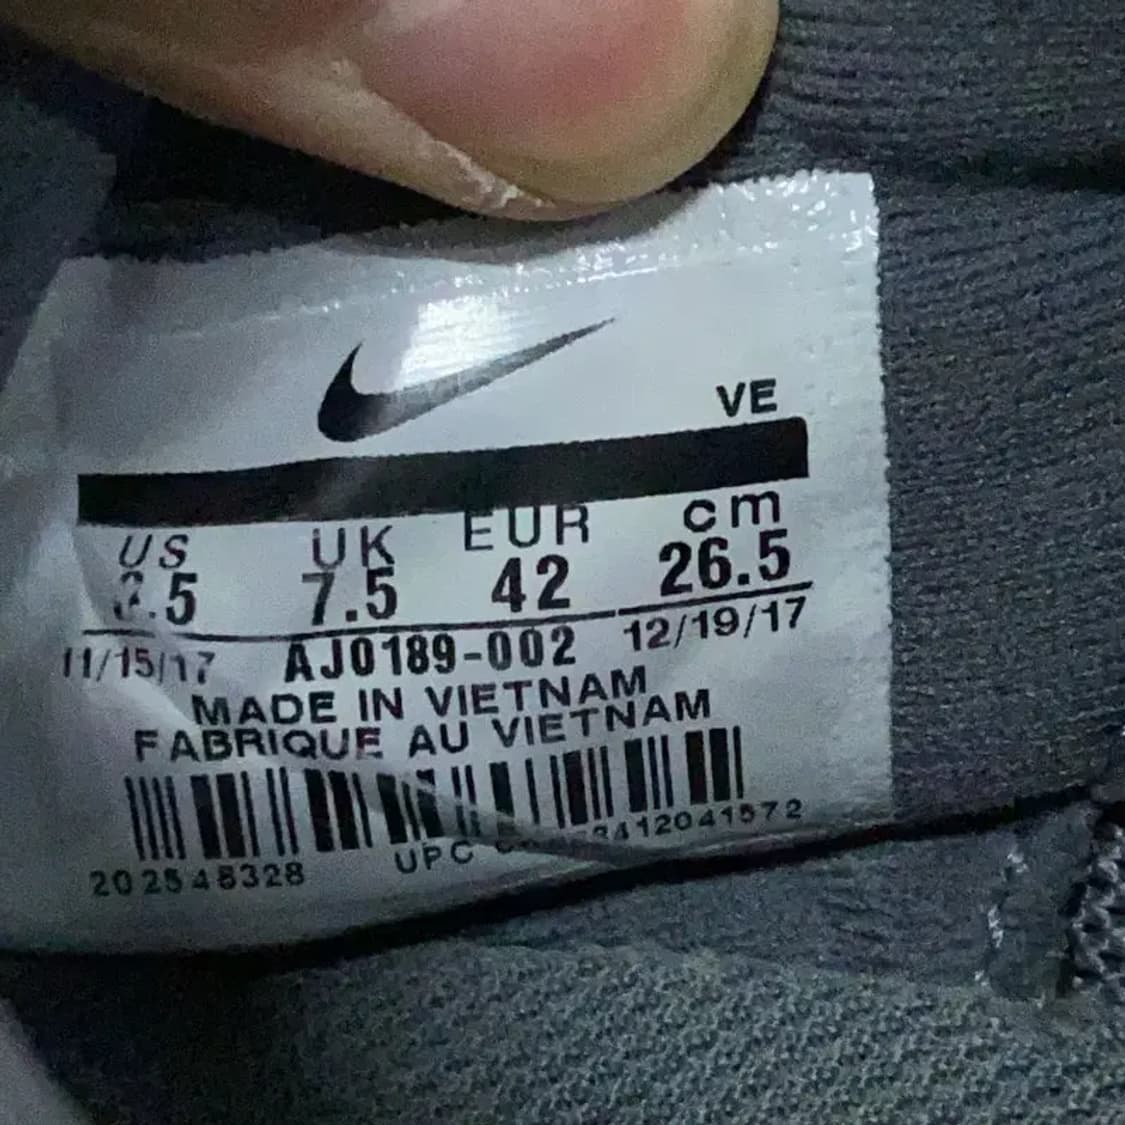 VE
US UK EUR cm
7.5 42 26.5
11/15/17 AJ0189-002 12/19/17
MADE IN VIETNAM
FABRIQUE AU VIETNAM
202548328 UPC